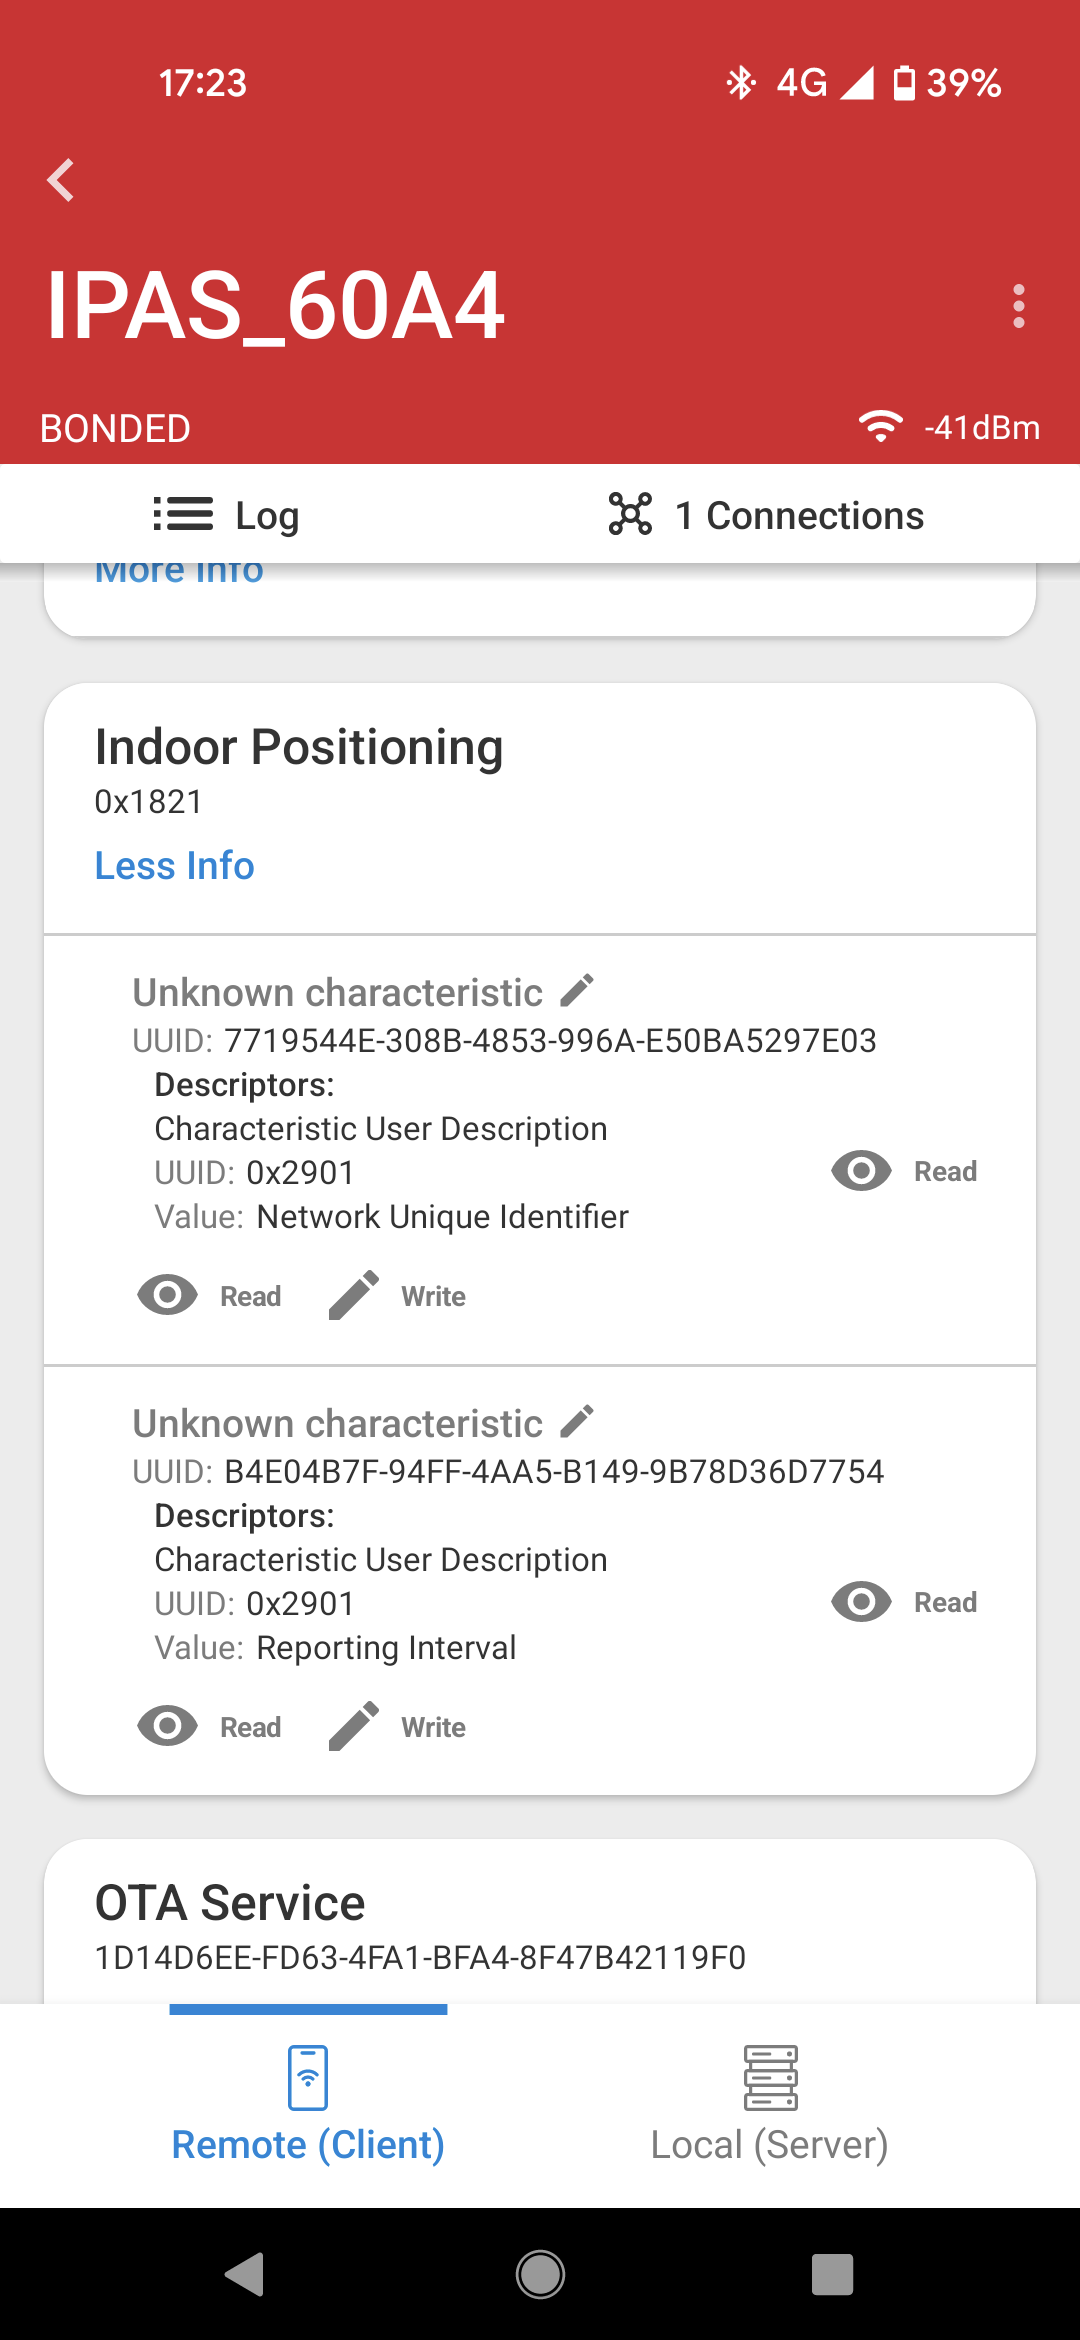 17:23
4G 39%
IPAS_60A4
BONDED
-41dBm
Log
1 Connections
More Info
Indoor Positioning
0x1821
Less Info
Unknown characteristic
UUID: 7719544E-308B-4853-996A-E50BA5297E03
Descriptors:
Characteristic User Description
UUID: 0x2901
Read
Value: Network Unique Identifier
Read Write
Unknown characteristic
UUID: B4E04B7F-94FF-4AA5-B149-9B78D36D7754
Descriptors:
Characteristic User Description
UUID: 0x2901
Read
Value: Reporting Interval
Read Write
OTA Service
1D14D6EE-FD63-4FA1-BFA4-8F47B42119F0
Remote (Client)
Local (Server)